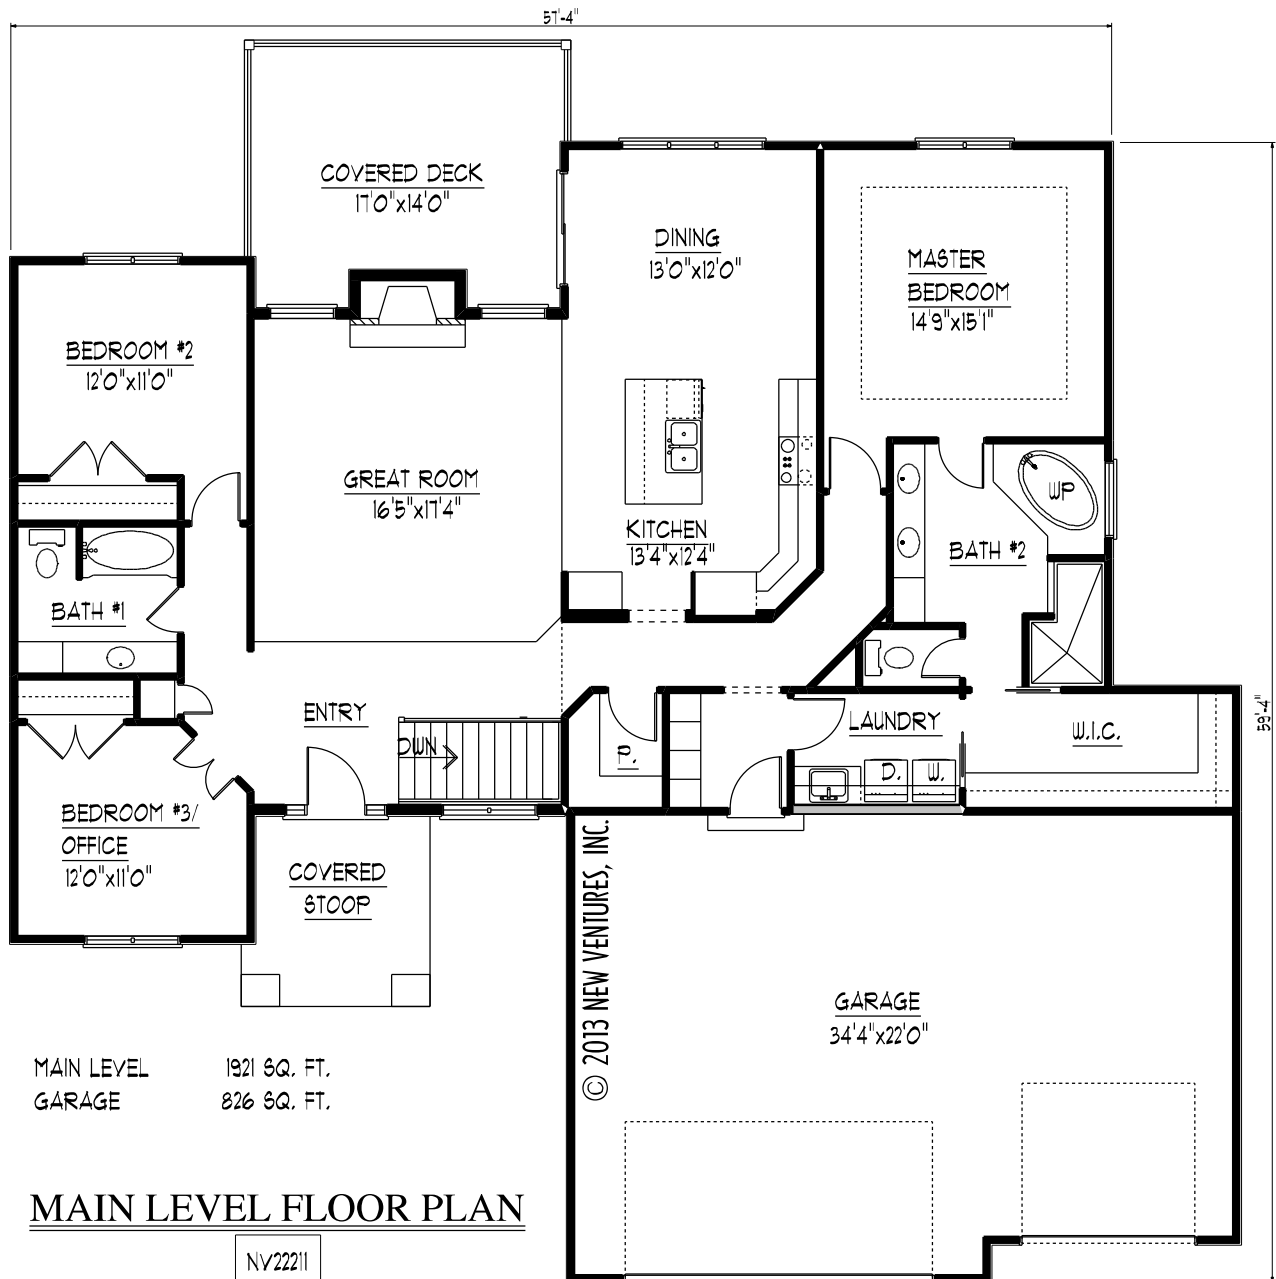 57'-4"
COVERED DECK
17'0"x14'0"
DINING
13'0"x12'0"
MASTER
BEDROOM
14'9"x15'1"
BEDROOM #2
12'0"x11'0"
GREAT ROOM
16'5"x17'4"
WP
KITCHEN
13'4"x12'4"
BATH #2
BATH #1
ENTRY
LAUNDRY
W.I.C.
59'-4"
DWN
P.
D.
W.
BEDROOM #3/
OFFICE
12'0"x11'0"
COVERED
STOOP
© 2013 NEW VENTURES, INC.
GARAGE
34'4"x22'0"
MAIN LEVEL 1921 SQ. FT.
GARAGE 826 SQ. FT.
MAIN LEVEL FLOOR PLAN
NV22211